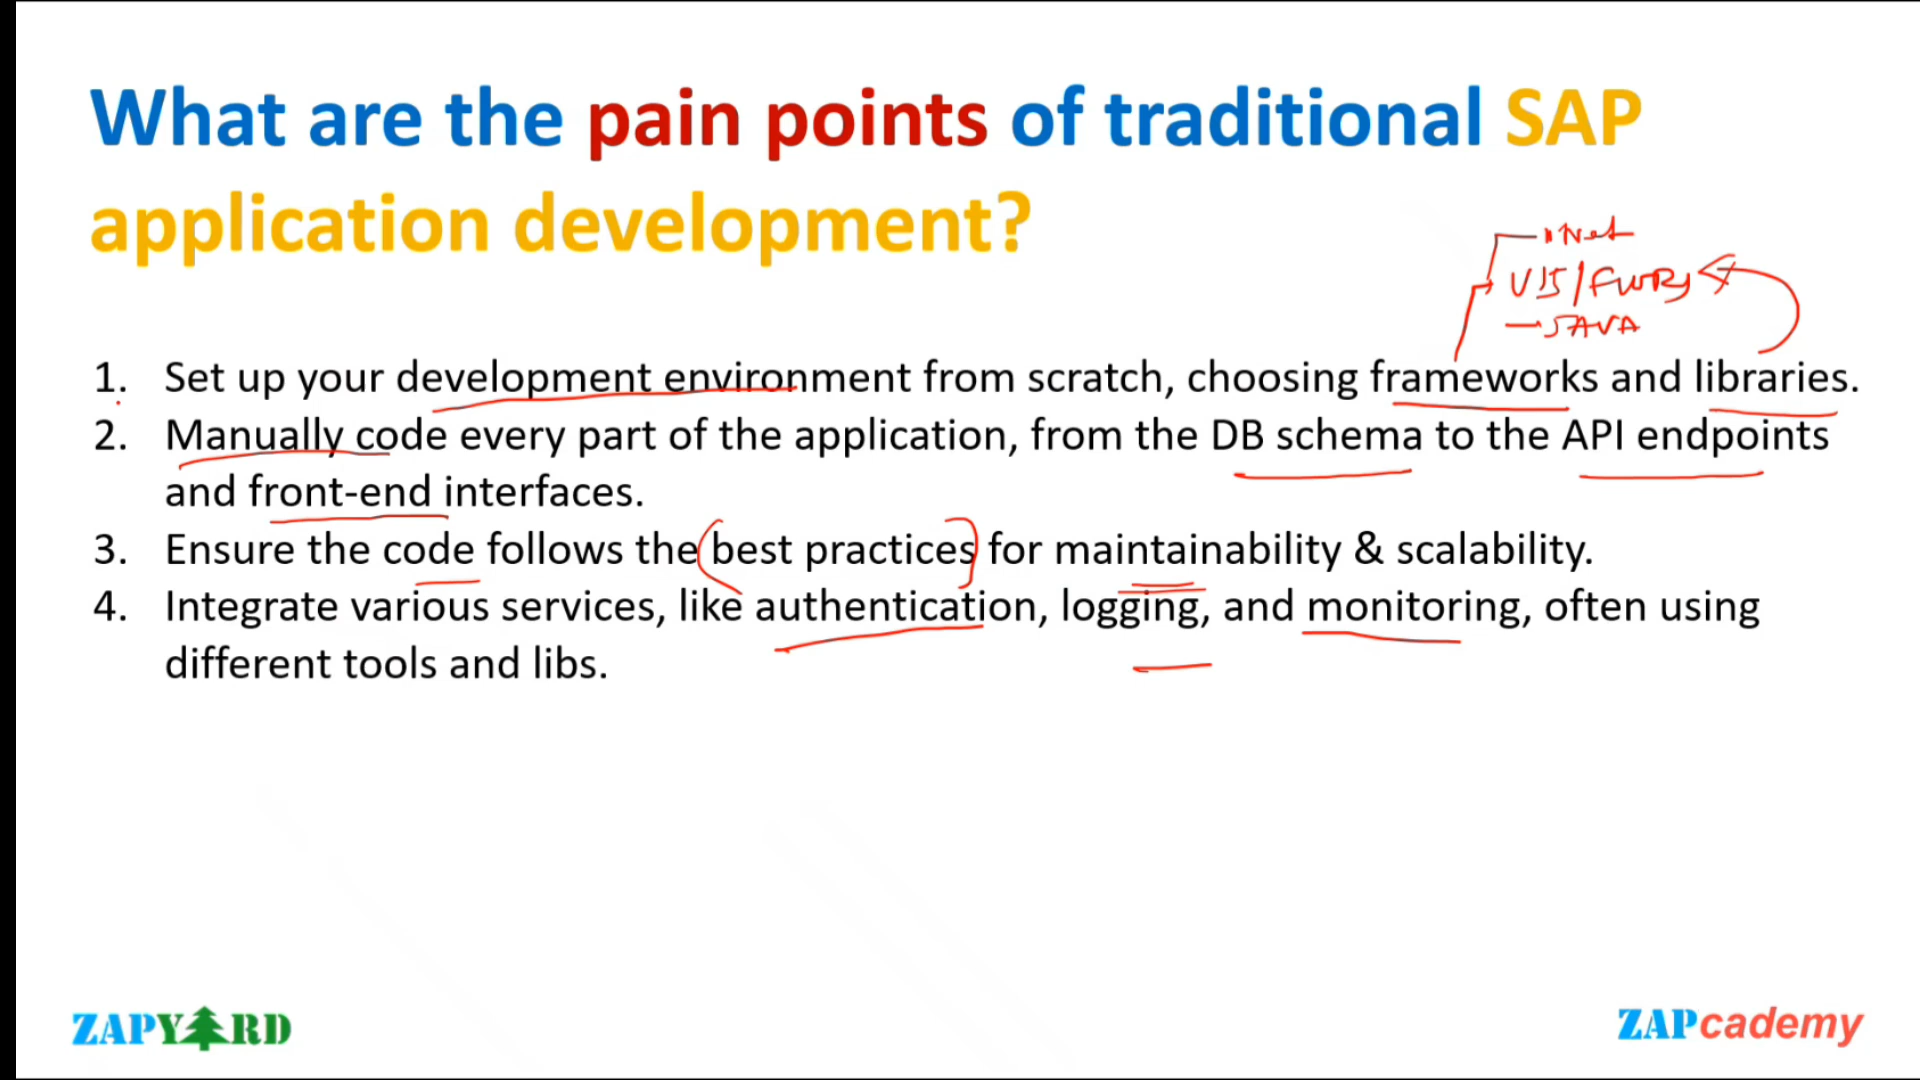 What are the pain points of traditional SAP
application development?
.Net
UI5/FIORI
JAVA
1. Set up your development environment from scratch, choosing frameworks and libraries.
2. Manually code every part of the application, from the DB schema to the API endpoints
and front-end interfaces.
3. Ensure the code follows the best practices for maintainability & scalability.
4. Integrate various services, like authentication, logging, and monitoring, often using
different tools and libs.
ZAPYARD
ZAPcademy